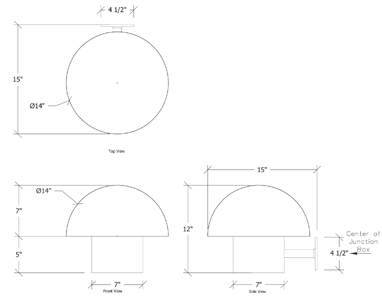 4 1/2"
15"
Ø14"
Top View
Ø14"
15"
7"
12"
Center of
Junction
Box
5"
4 1/2"
7"
7"
Front View
Side View